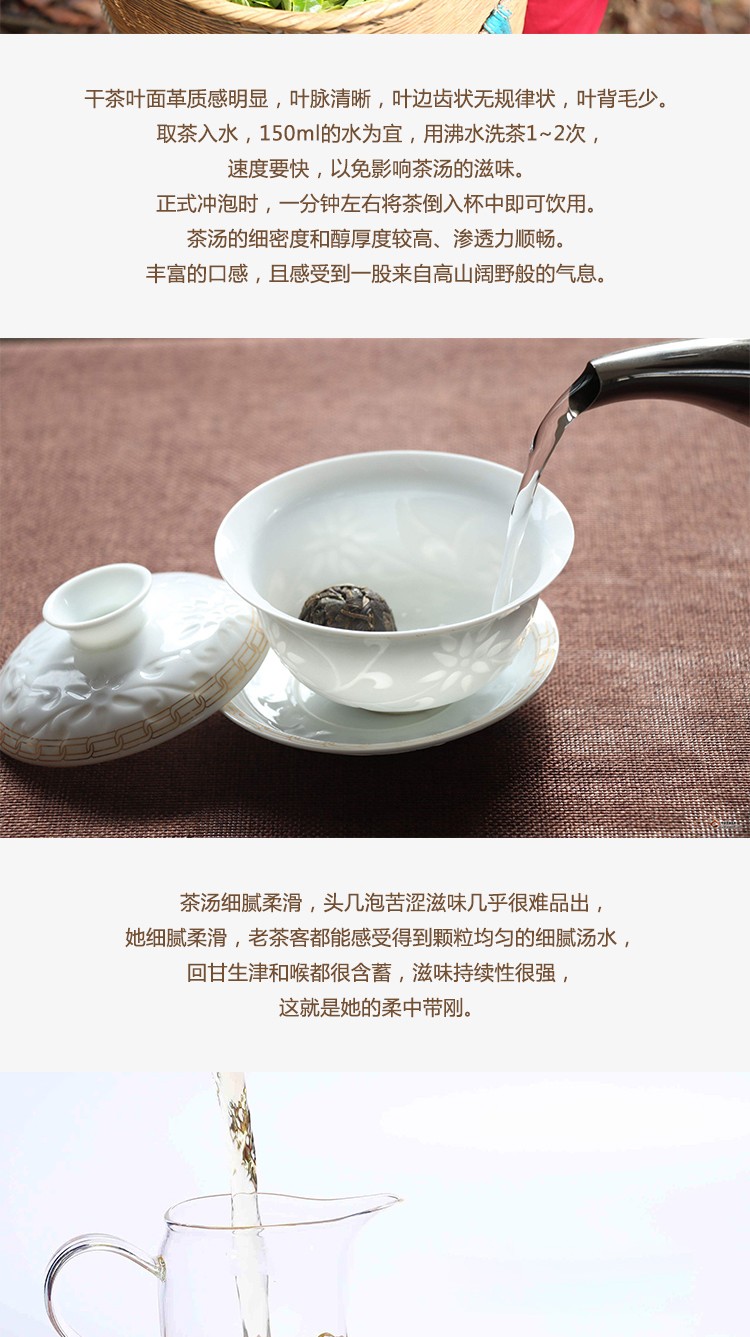 干茶叶面革质感明显，叶脉清晰，叶边齿状无规律状，叶背毛少。
取茶入水，150ml的水为宜，用沸水洗茶1~2次，
速度要快，以免影响茶汤的滋味。
正式冲泡时，一分钟左右将茶倒入杯中即可饮用。
茶汤的细密度和醇厚度较高、渗透力顺畅。
丰富的口感，且感受到一股来自高山阔野般的气息。
茶汤细腻柔滑，头几泡苦涩滋味几乎很难品出，
她细腻柔滑，老茶客都能感受得到颗粒均匀的细腻汤水，
回甘生津和喉都很含蓄，滋味持续性很强，
这就是她的柔中带刚。